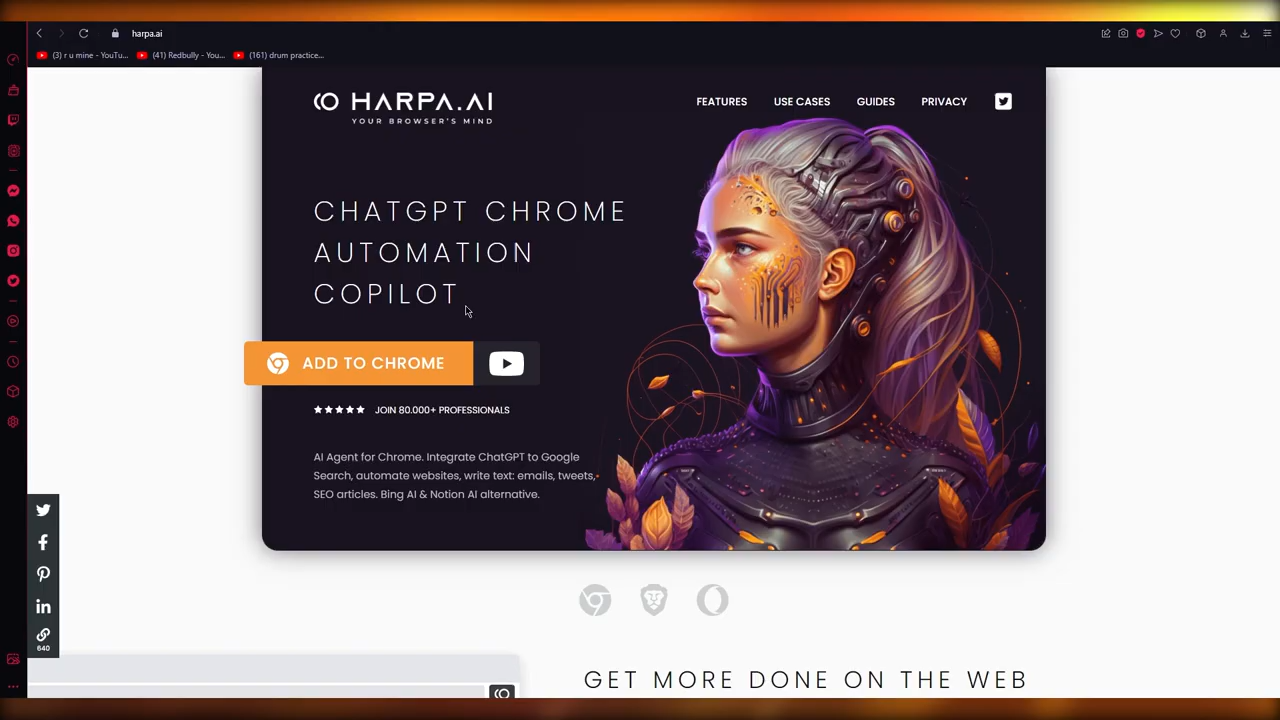 harpa.ai
(3) r u mine - YouTu...
(41) Redbully - You...
(161) drum practice...
HARPA.AI
YOUR BROWSER'S MIND
FEATURES
USE CASES
GUIDES
PRIVACY
CHATGPT CHROME
AUTOMATION
COPILOT
ADD TO CHROME
JOIN 80.000+ PROFESSIONALS
AI Agent for Chrome. Integrate ChatGPT to Google
Search, automate websites, write text: emails, tweets,
SEO articles. Bing AI & Notion AI alternative.
640
GET MORE DONE ON THE WEB